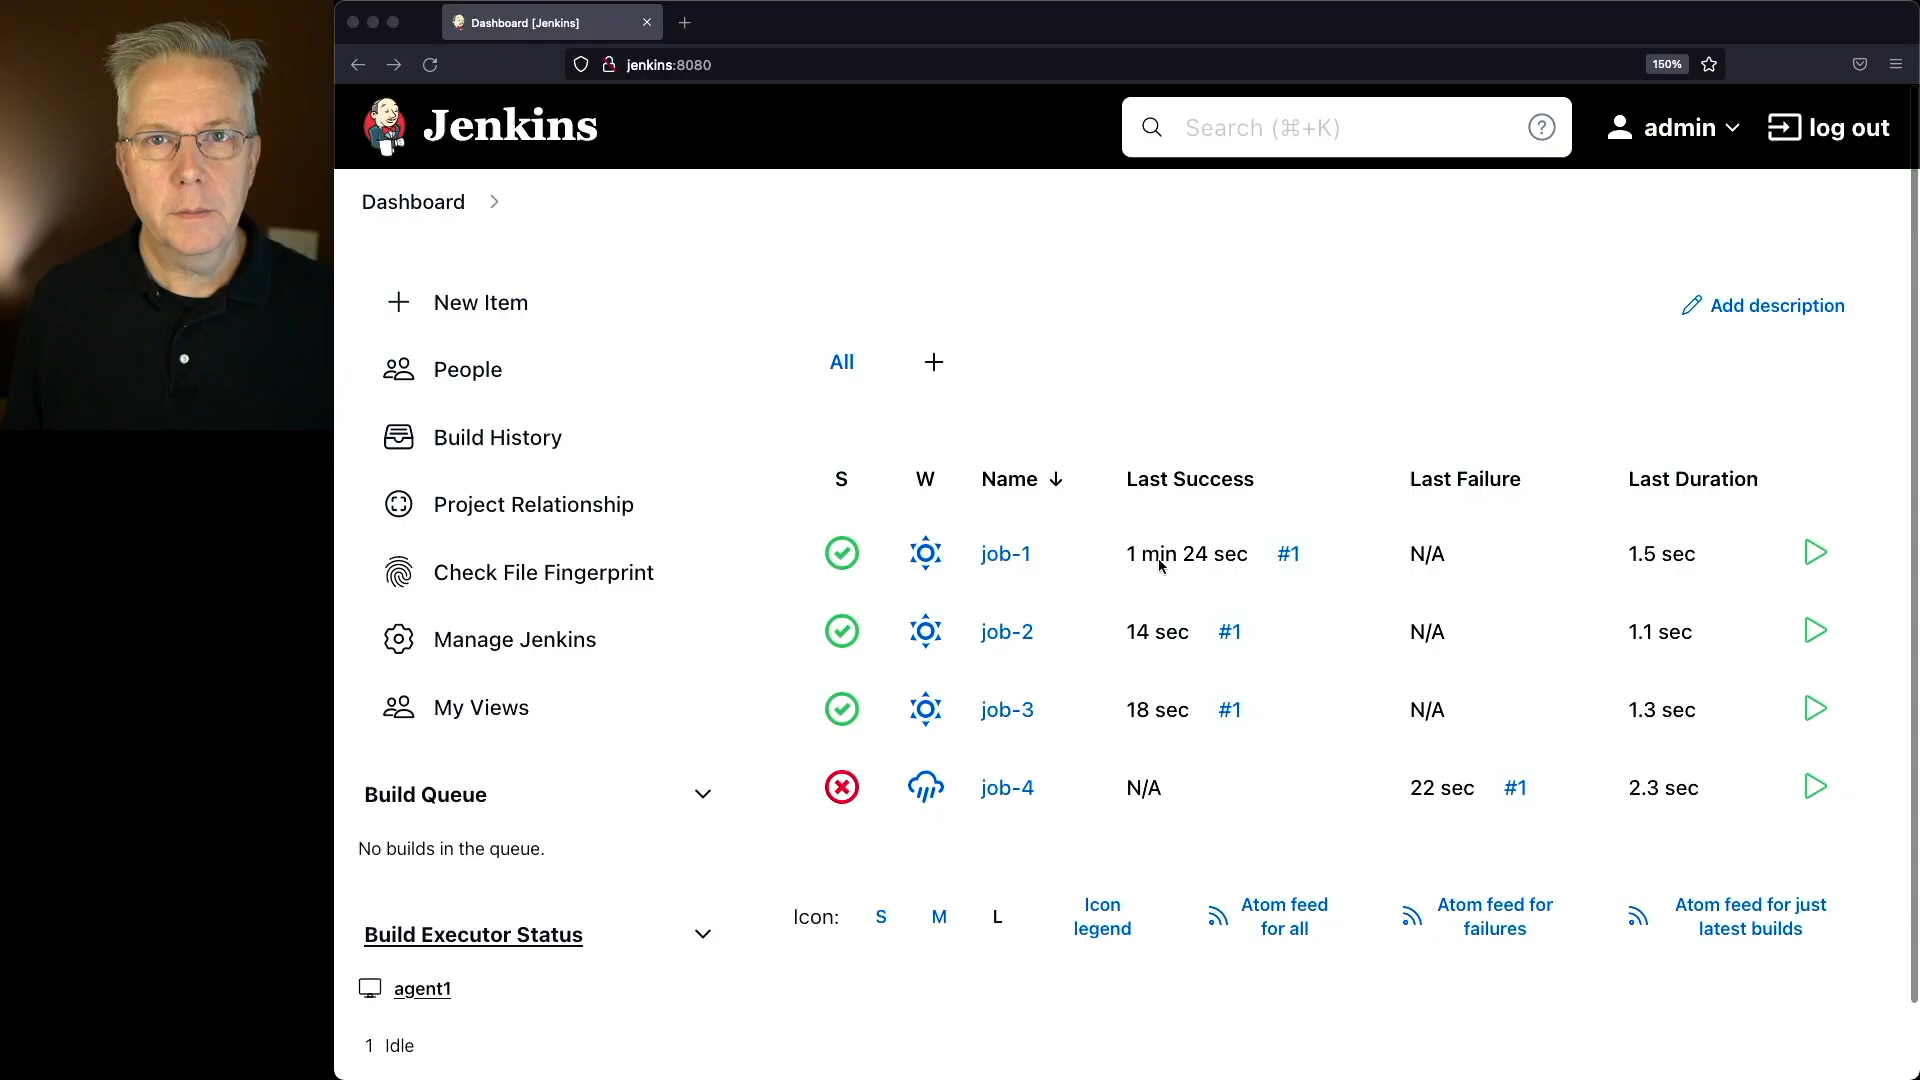 Dashboard [Jenkins]
jenkins:8080
150%
Jenkins
Search (⌘+K)
admin
log out
Dashboard
New Item
Add description
People
All
Build History
S W Name ↓ Last Success Last Failure Last Duration
Project Relationship
job-1 1 min 24 sec #1 N/A 1.5 sec
Check File Fingerprint
job-2 14 sec #1 N/A 1.1 sec
Manage Jenkins
job-3 18 sec #1 N/A 1.3 sec
My Views
job-4 N/A 22 sec #1 2.3 sec
Build Queue
No builds in the queue.
Icon: S M L
Icon
legend
Atom feed
for all
Atom feed for
failures
Atom feed for just
latest builds
Build Executor Status
agent1
1 Idle